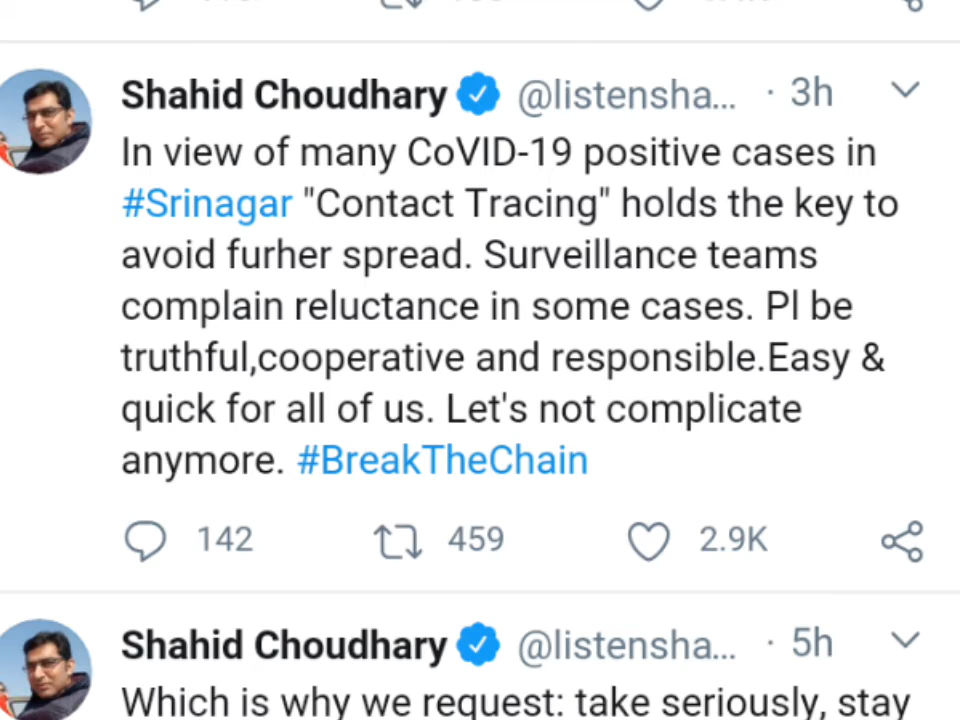 Shahid Choudhary @listensha... · 3h
In view of many CoVID-19 positive cases in
#Srinagar "Contact Tracing" holds the key to
avoid furher spread. Surveillance teams
complain reluctance in some cases. Pl be
truthful,cooperative and responsible.Easy &
quick for all of us. Let's not complicate
anymore. #BreakTheChain
142 459 2.9K
Shahid Choudhary @listensha... · 5h
Which is why we request: take seriously, stay